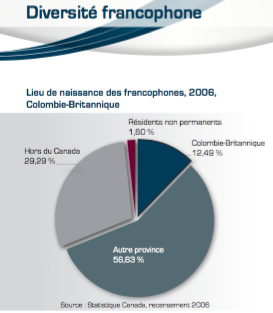 Diversité francophone
Lieu de naissance des francophones, 2006,
Colombie-Britannique
Résidents non permanents
1,60 %
Colombie-Britannique
12,49 %
Hors du Canada
29,29 %
Autre province
56,63 %
Source : Statistique Canada, recensement 2006